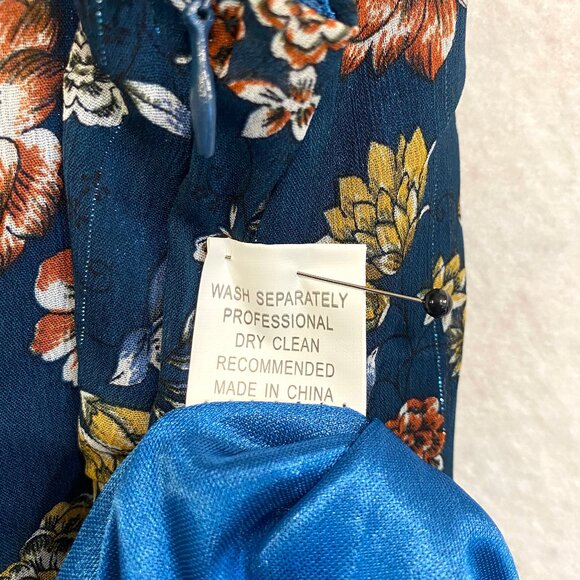 WASH SEPARATELY
PROFESSIONAL
DRY CLEAN
RECOMMENDED
MADE IN CHINA